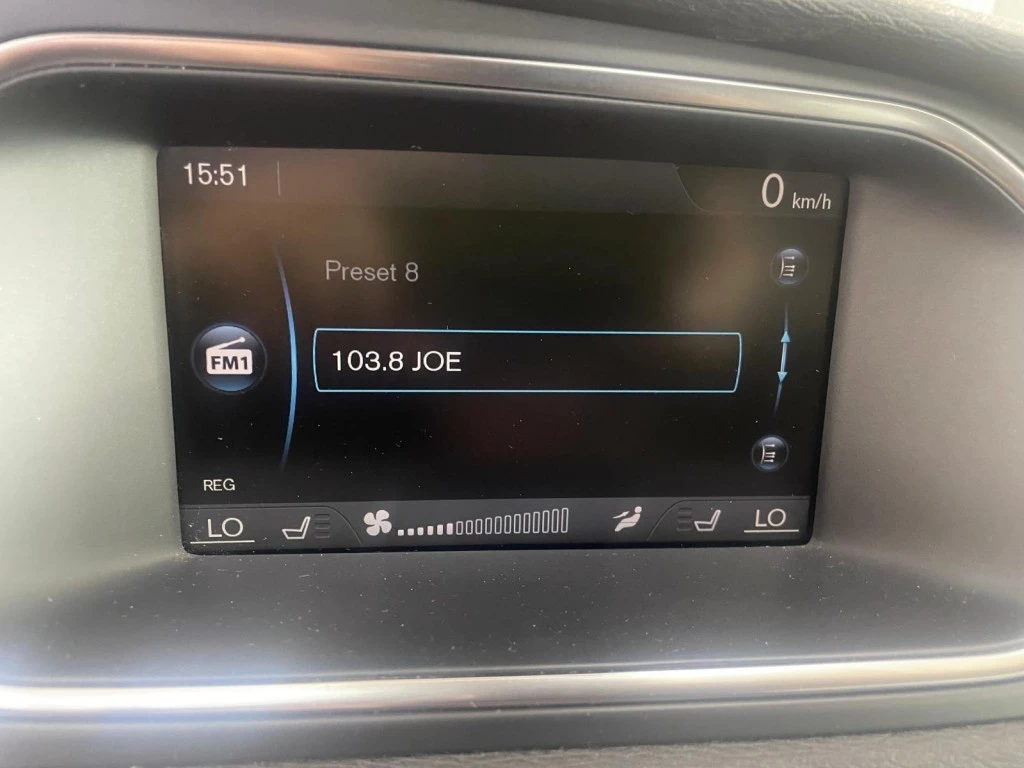 15:51
0 km/h
Preset 8
FM1
103.8 JOE
REG
LO
LO